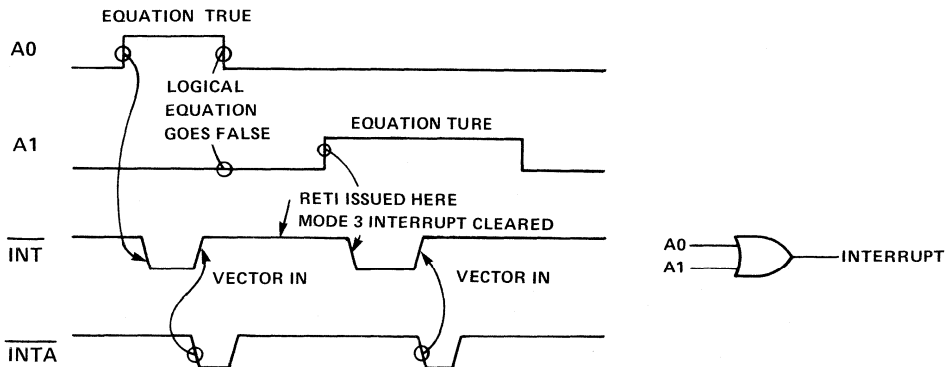 EQUATION TRUE
A0
LOGICAL
EQUATION
GOES FALSE
EQUATION TURE
A1
RETI ISSUED HERE
MODE 3 INTERRUPT CLEARED
INT
VECTOR IN
VECTOR IN
INTA
A0
A1
INTERRUPT